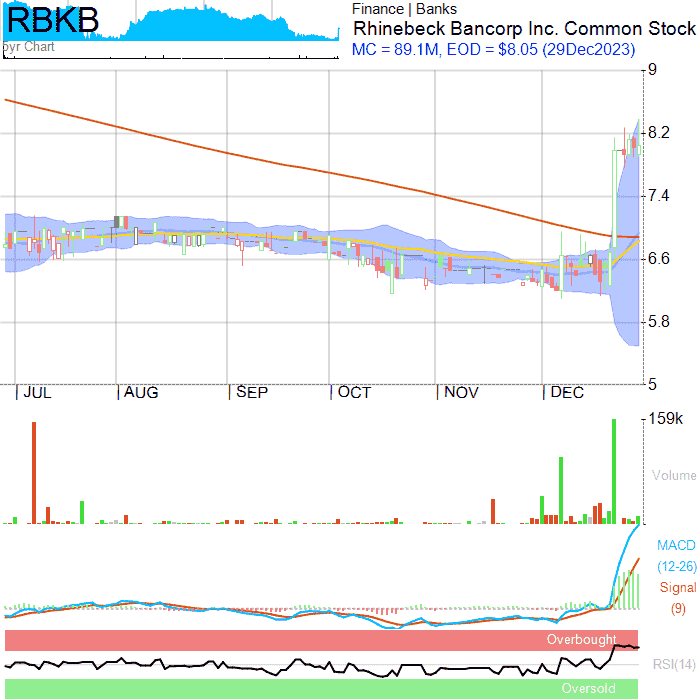 RBKB
5yr Chart
Finance | Banks
Rhinebeck Bancorp Inc. Common Stock
MC = 89.1M, EOD = $8.05 (29Dec2023)
9
8.2
7.4
6.6
5.8
5
JUL AUG SEP OCT NOV DEC
159k
Volume
MACD
(12-26)
Signal
(9)
Overbought
RSI(14)
Oversold